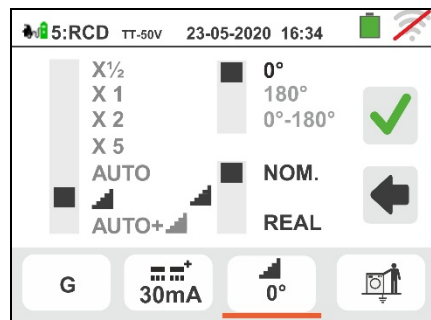 5:RCD TT-50V 23-05-2020 16:34
X½ 0°
X 1 180°
X 2 0°-180°
X 5
AUTO NOM.
AUTO+ REAL
G
30mA
0°